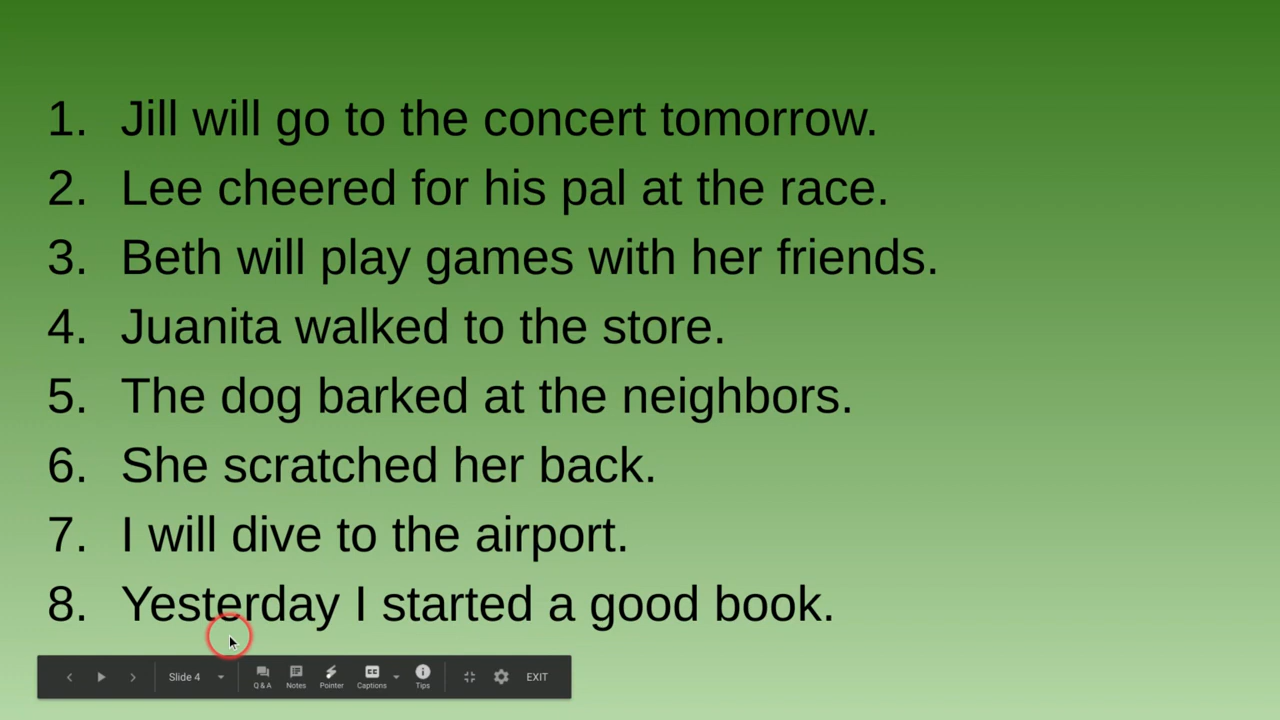 1. Jill will go to the concert tomorrow.
2. Lee cheered for his pal at the race.
3. Beth will play games with her friends.
4. Juanita walked to the store.
5. The dog barked at the neighbors.
6. She scratched her back.
7. I will dive to the airport.
8. Yesterday I started a good book.
Slide 4 Q & A Notes Pointer CC Captions Tips EXIT